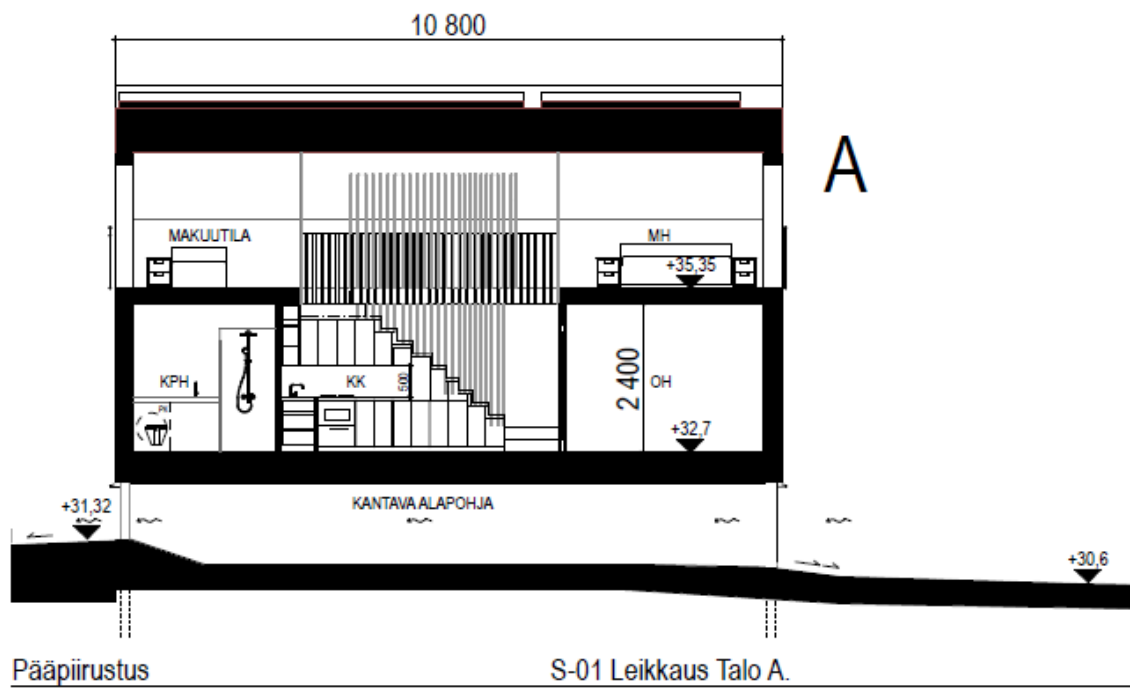 10 800
A
MAKUUTILA
MH
+35,35
KPH
PK
KK
500
2 400
OH
+32,7
KANTAVA ALAPOHJA
+31,32
+30,6
Pääpiirustus
S-01 Leikkaus Talo A.